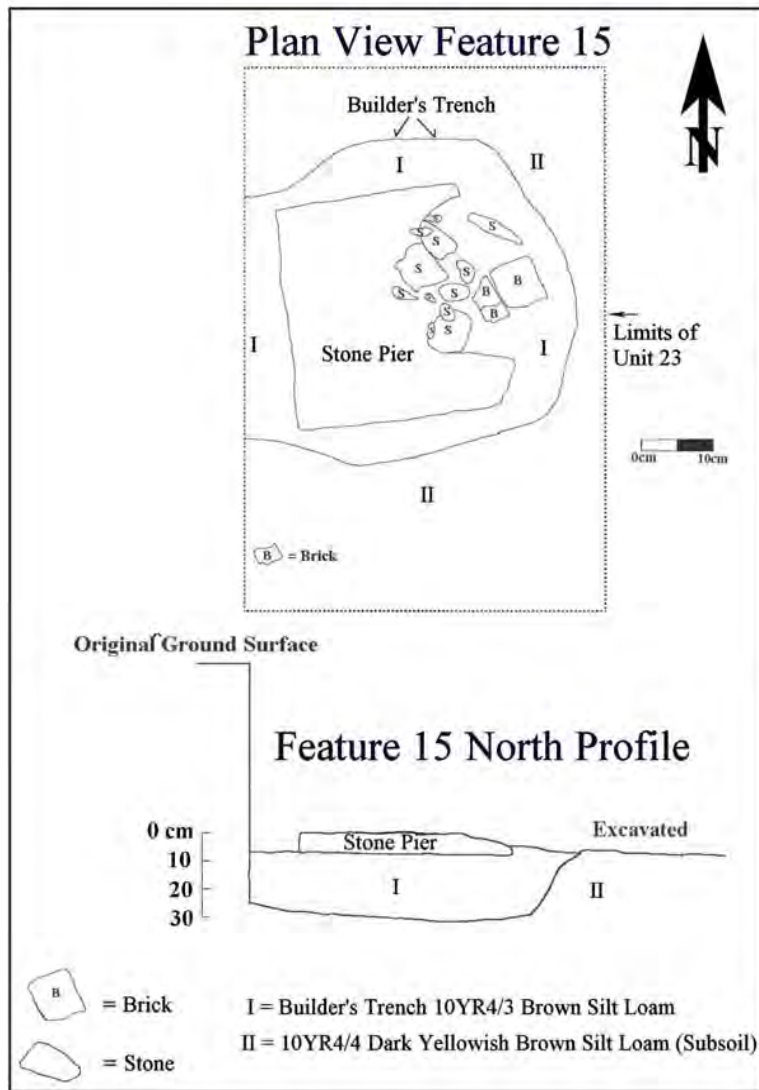 Plan View Feature 15
Builder's Trench
N
I
II
S
S
S
S
S
S
B
B
S
S
B
S
S
S
I
Stone Pier
I
Limits of
Unit 23
0cm 10cm
II
B = Brick
Original Ground Surface
Feature 15 North Profile
0 cm
10
20
30
Stone Pier
Excavated
I
II
B = Brick
= Stone
I = Builder's Trench 10YR4/3 Brown Silt Loam
II = 10YR4/4 Dark Yellowish Brown Silt Loam (Subsoil)